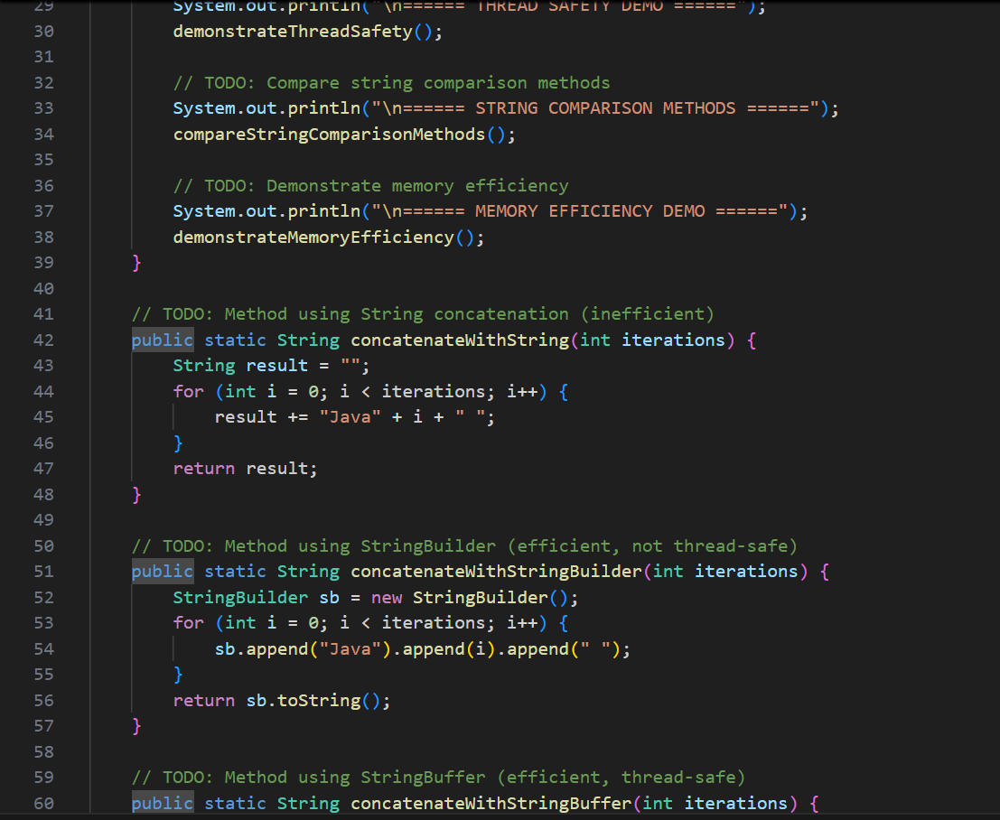 29 System.out.println("\n====== THREAD SAFETY DEMO ======");
30 demonstrateThreadSafety();
31
32 // TODO: Compare string comparison methods
33 System.out.println("\n====== STRING COMPARISON METHODS ======");
34 compareStringComparisonMethods();
35
36 // TODO: Demonstrate memory efficiency
37 System.out.println("\n====== MEMORY EFFICIENCY DEMO ======");
38 demonstrateMemoryEfficiency();
39 }
40
41 // TODO: Method using String concatenation (inefficient)
42 public static String concatenateWithString(int iterations) {
43 String result = "";
44 for (int i = 0; i < iterations; i++) {
45 result += "Java" + i + " ";
46 }
47 return result;
48 }
49
50 // TODO: Method using StringBuilder (efficient, not thread-safe)
51 public static String concatenateWithStringBuilder(int iterations) {
52 StringBuilder sb = new StringBuilder();
53 for (int i = 0; i < iterations; i++) {
54 sb.append("Java").append(i).append(" ");
55 }
56 return sb.toString();
57 }
58
59 // TODO: Method using StringBuffer (efficient, thread-safe)
60 public static String concatenateWithStringBuffer(int iterations) {